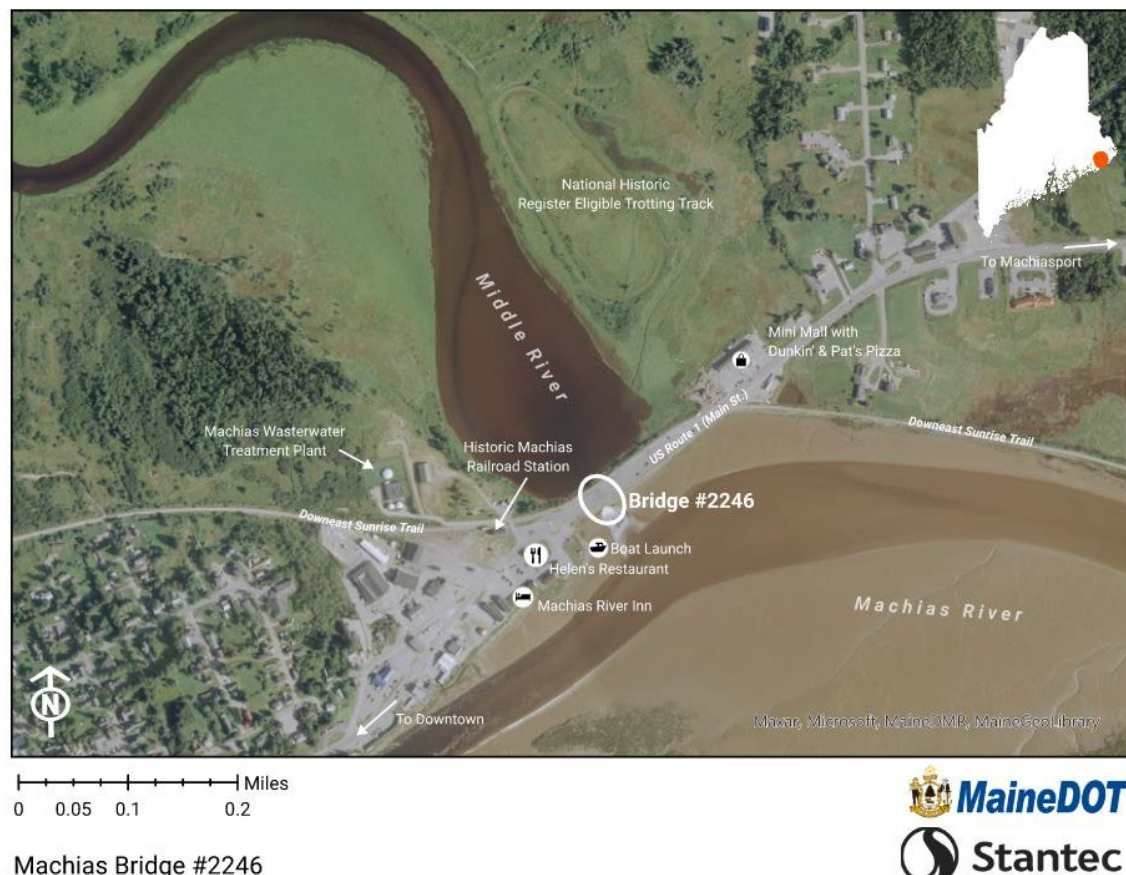 National Historic
Register Eligible Trotting Track
To Machiasport
Middle River
Mini Mall with
Dunkin' & Pat's Pizza
US Route 1 (Main St.)
Downeast Sunrise Trail
Machias Wasterwater
Treatment Plant
Historic Machias
Railroad Station
Bridge #2246
Downeast Sunrise Trail
Boat Launch
Helen's Restaurant
Machias River Inn
Machias River
N
To Downtown
Maxar, Microsoft, MaineDMR, MaineGeoLibrary
Miles
0 0.05 0.1 0.2
MaineDOT
Stantec
Machias Bridge #2246